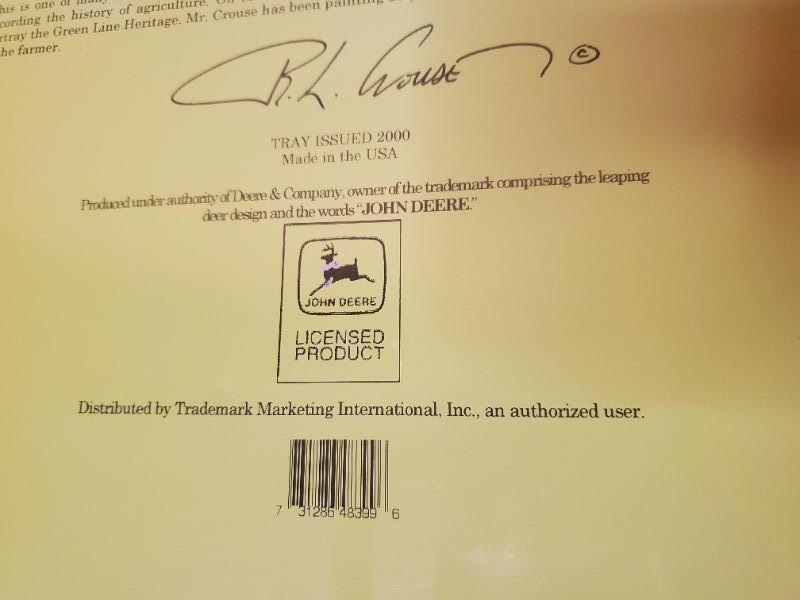 his is one of many
cording the history of agriculture.
rtray the Green Line Heritage. Mr. Crouse has been painting
he farmer.
R.L. Crouse ©
TRAY ISSUED 2000
Made in the USA
Produced under authority of Deere & Company, owner of the trademark comprising the leaping
deer design and the words "JOHN DEERE."
JOHN DEERE
LICENSED
PRODUCT
Distributed by Trademark Marketing International, Inc., an authorized user.
7 31286 48399 6